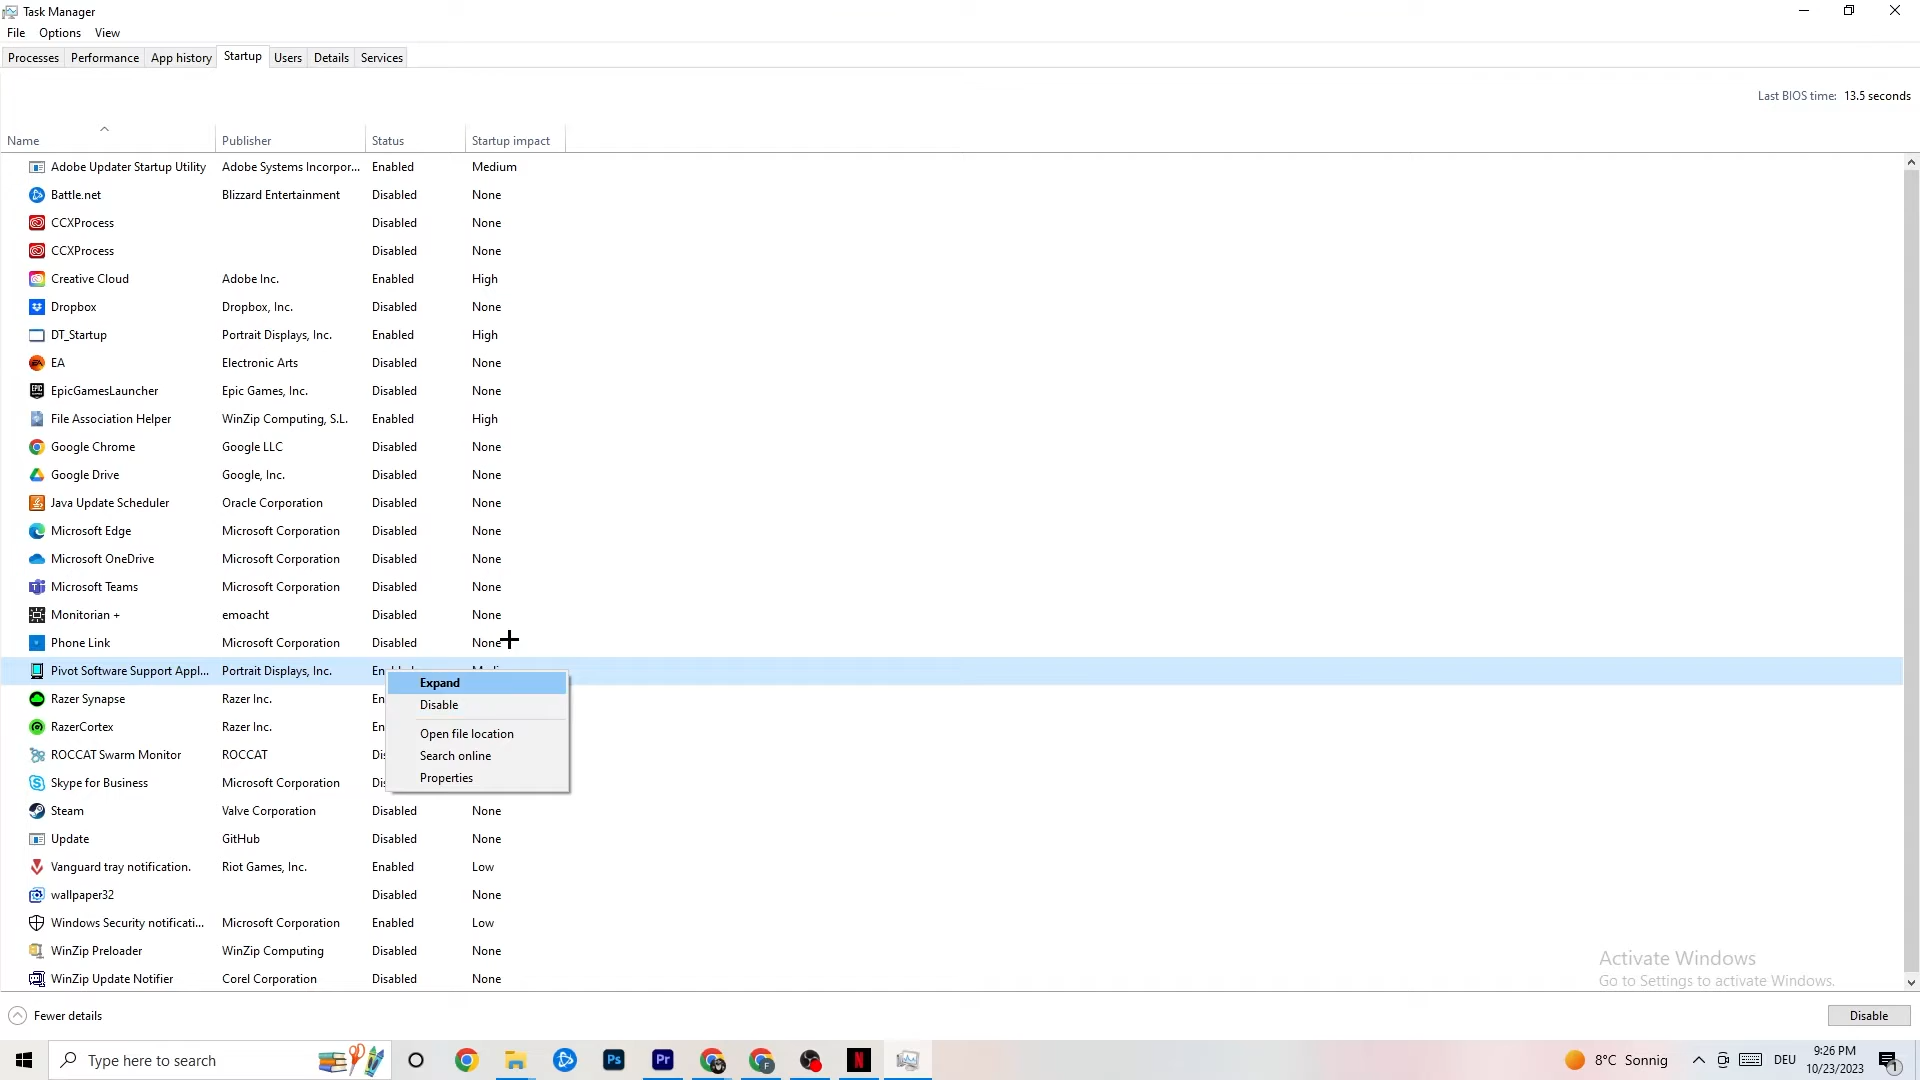 Task Manager
File Options View
Processes Performance App history Startup Users Details Services
Last BIOS time: 13.5 seconds
Name Publisher Status Startup impact
Adobe Updater Startup Utility Adobe Systems Incorpor... Enabled Medium
Battle.net Blizzard Entertainment Disabled None
CCXProcess Disabled None
CCXProcess Disabled None
Creative Cloud Adobe Inc. Enabled High
Dropbox Dropbox, Inc. Disabled None
DT_Startup Portrait Displays, Inc. Enabled High
EA Electronic Arts Disabled None
EpicGamesLauncher Epic Games, Inc. Disabled None
File Association Helper WinZip Computing, S.L. Enabled High
Google Chrome Google LLC Disabled None
Google Drive Google, Inc. Disabled None
Java Update Scheduler Oracle Corporation Disabled None
Microsoft Edge Microsoft Corporation Disabled None
Microsoft OneDrive Microsoft Corporation Disabled None
Microsoft Teams Microsoft Corporation Disabled None
Monitorian + emoacht Disabled None
Phone Link Microsoft Corporation Disabled None
Pivot Software Support Appl... Portrait Displays, Inc.
Expand
Disable
Open file location
Search online
Properties
Razer Synapse Razer Inc. En
RazerCortex Razer Inc. En
ROCCAT Swarm Monitor ROCCAT Dis
Skype for Business Microsoft Corporation Dis
Steam Valve Corporation Disabled None
Update GitHub Disabled None
Vanguard tray notification. Riot Games, Inc. Enabled Low
wallpaper32 Disabled None
Windows Security notificati... Microsoft Corporation Enabled Low
WinZip Preloader WinZip Computing Disabled None
WinZip Update Notifier Corel Corporation Disabled None
Activate Windows
Go to Settings to activate Windows.
Fewer details Disable
Type here to search
Ps Pr F N
8°C Sonnig DEU 9:26 PM
10/23/2023 1